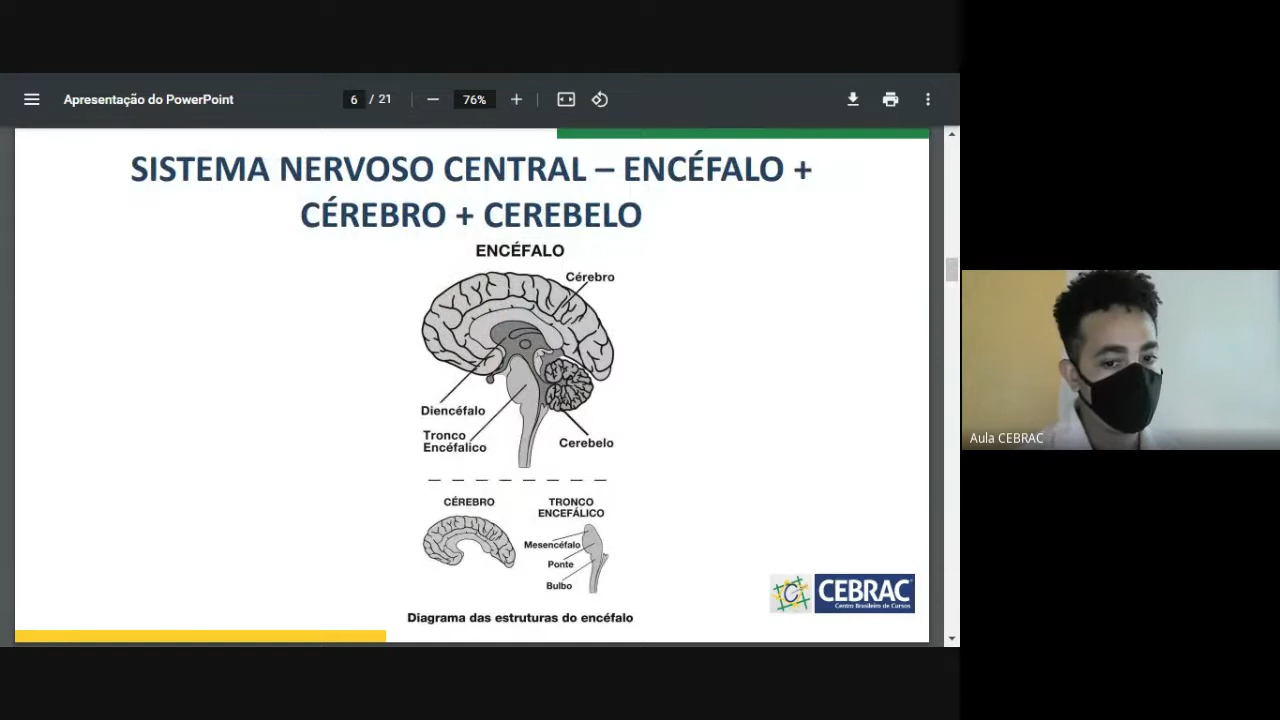 Apresentação do PowerPoint
6 / 21
76%
SISTEMA NERVOSO CENTRAL – ENCÉFALO +
CÉREBRO + CEREBELO
ENCÉFALO
Cérebro
Diencéfalo
Tronco
Encéfalico
Cerebelo
CÉREBRO
TRONCO
ENCEFÁLICO
Mesencéfalo
Ponte
Bulbo
Diagrama das estruturas do encéfalo
C
CEBRAC
Centro Brasileiro de Cursos
Aula CEBRAC